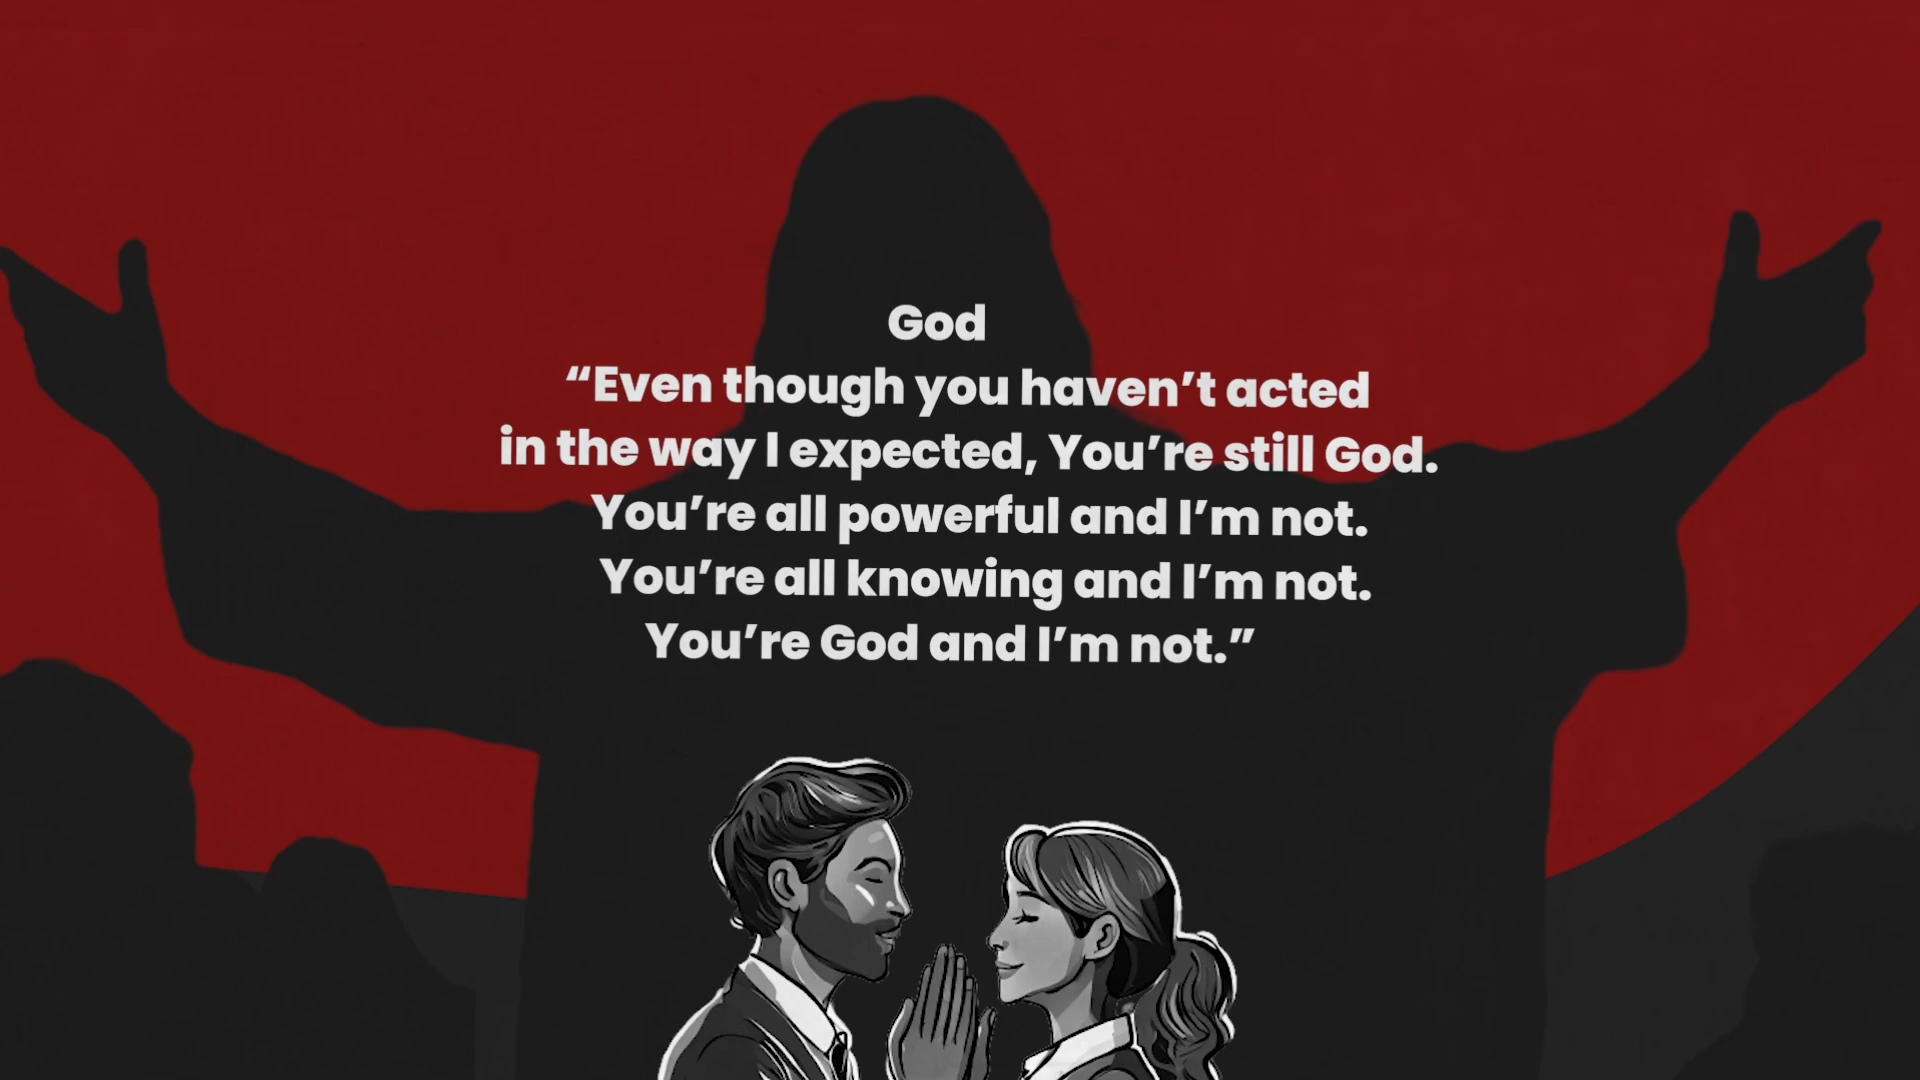 God
“Even though you haven’t acted
in the way I expected, You’re still God.
You’re all powerful and I’m not.
You’re all knowing and I’m not.
You’re God and I’m not.”